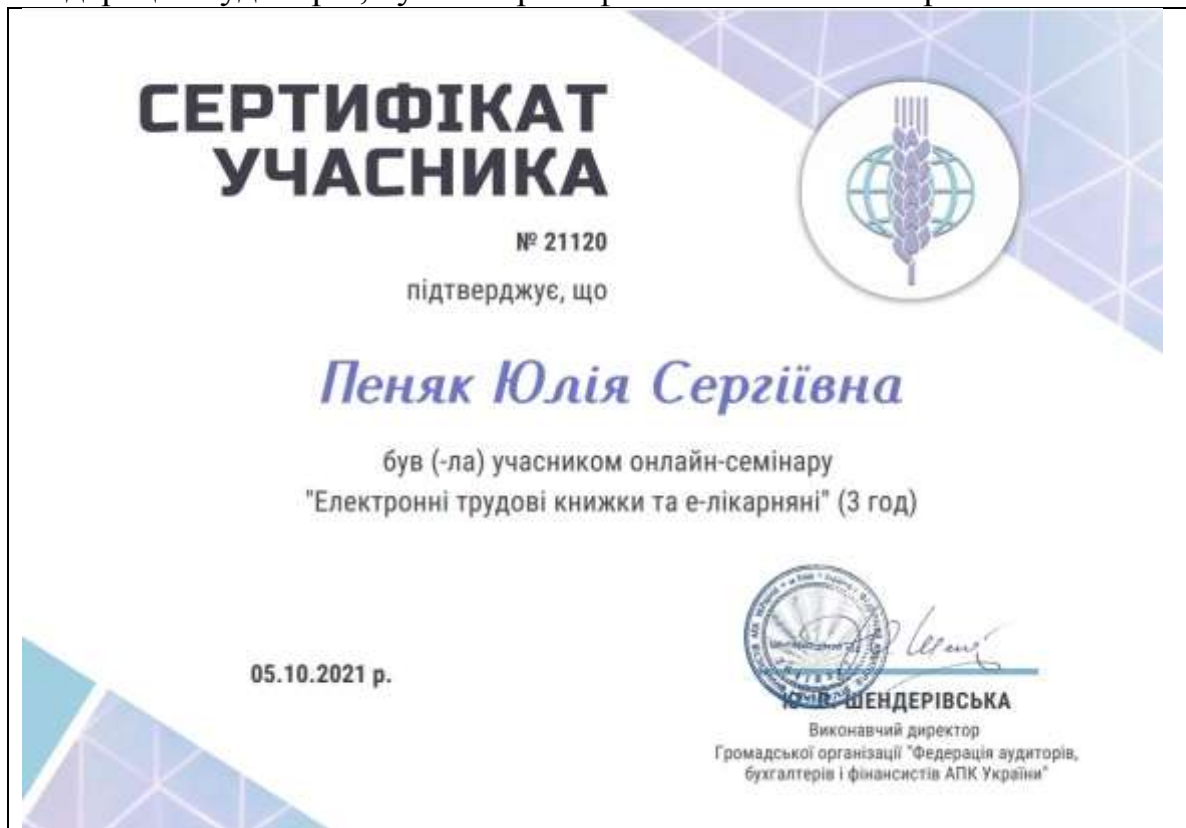 СЕРТИФІКАТ
УЧАСНИКА
№ 21120
підтверджує, що
Пеняк Юлія Сергіївна
був (-ла) учасником онлайн-семінару
"Електронні трудові книжки та е-лікарняні" (3 год)
05.10.2021 р.
ШЕНДЕРІВСЬКА
Виконавчий директор
Громадської організації "Федерація аудиторів,
бухгалтерів і фінансистів АПК України"